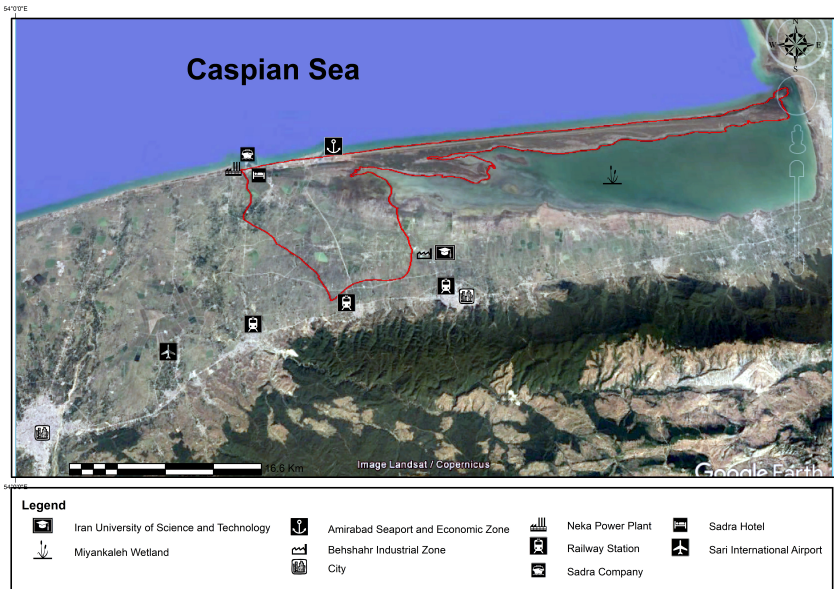 54°0'0"E
N
W E
S
Caspian Sea
16.6 Km
Image Landsat / Copernicus
Google Earth
54°0'0"E
Legend
Iran University of Science and Technology
Miyankaleh Wetland
Amirabad Seaport and Economic Zone
Behshahr Industrial Zone
City
Neka Power Plant
Railway Station
Sadra Company
Sadra Hotel
Sari International Airport